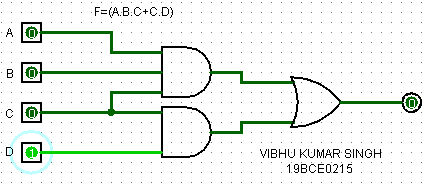 F=(A.B.C+C.D)
A 0
B 0
C 0
0
D 1
VIBHU KUMAR SINGH
19BCE0215